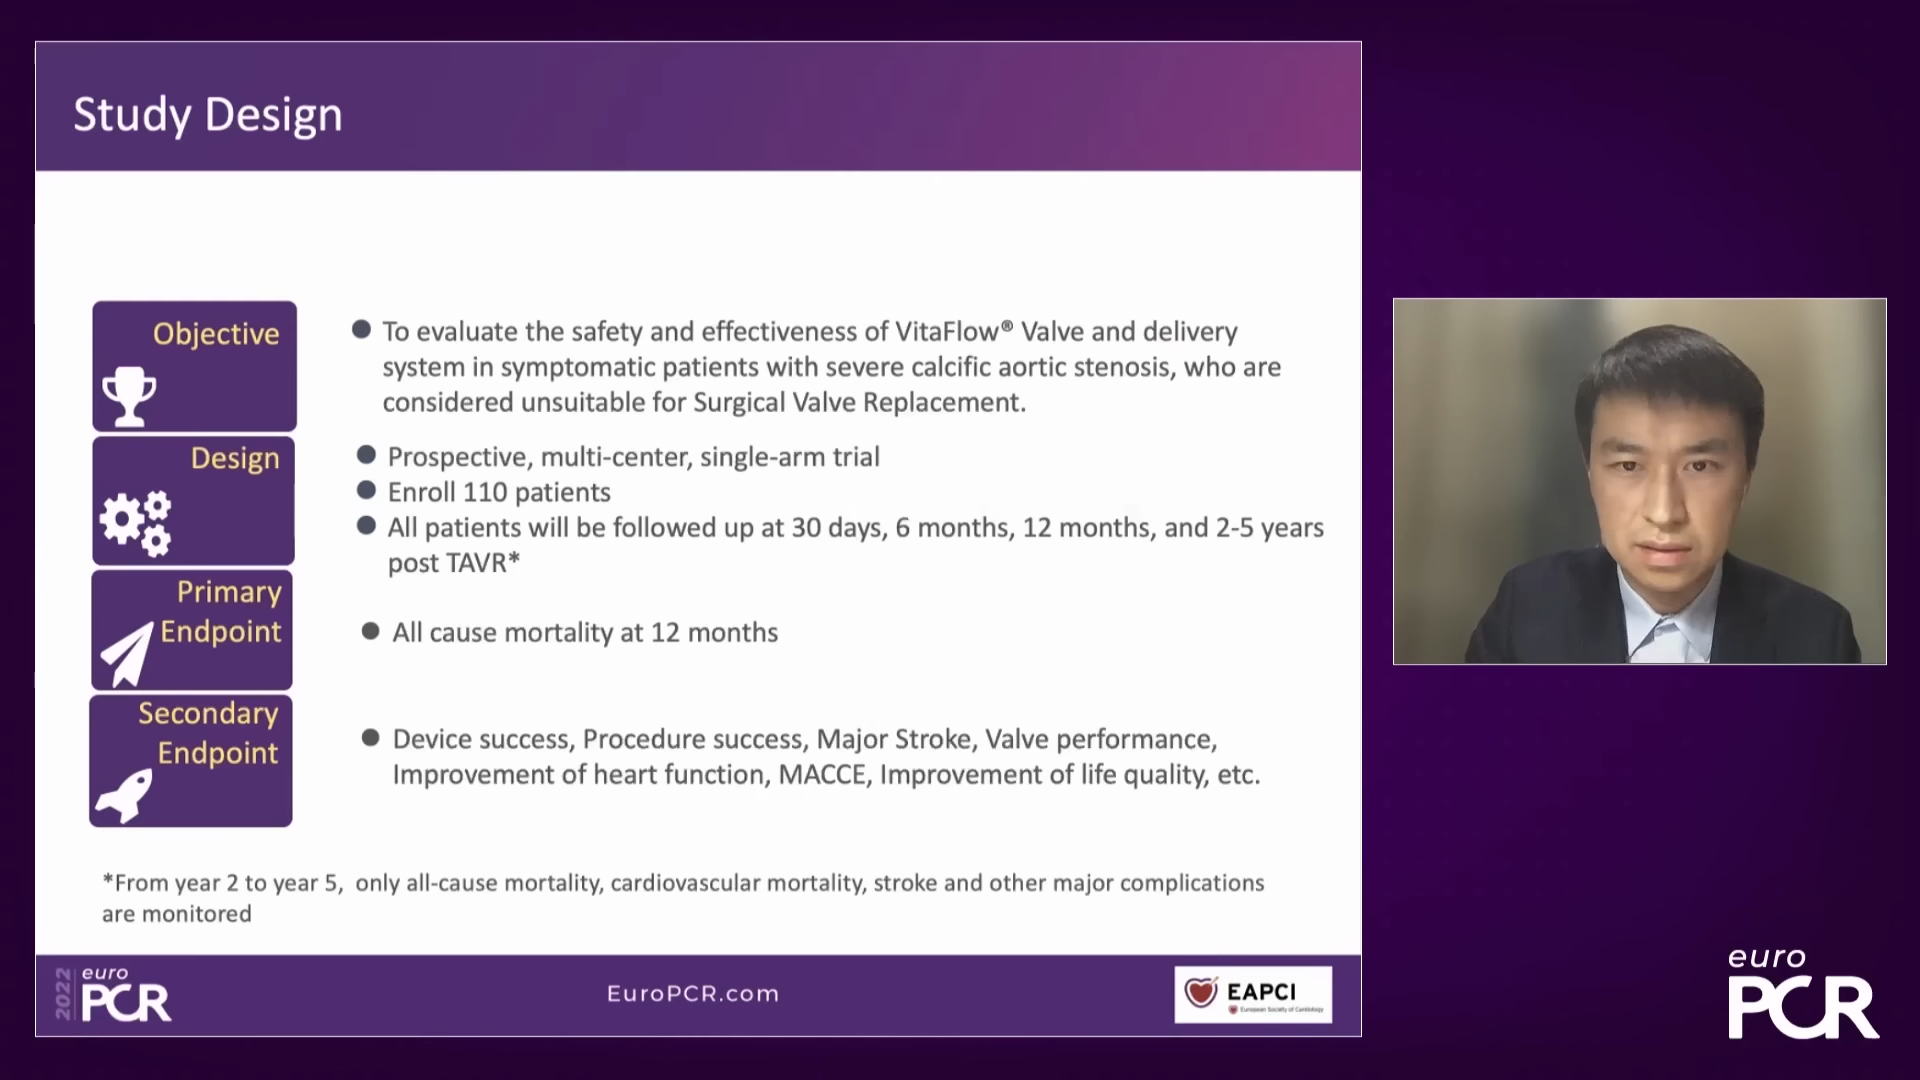 Study Design
Objective
To evaluate the safety and effectiveness of VitaFlow® Valve and delivery
system in symptomatic patients with severe calcific aortic stenosis, who are
considered unsuitable for Surgical Valve Replacement.
Design
Prospective, multi-center, single-arm trial
Enroll 110 patients
All patients will be followed up at 30 days, 6 months, 12 months, and 2-5 years
post TAVR*
Primary
Endpoint
All cause mortality at 12 months
Secondary
Endpoint
Device success, Procedure success, Major Stroke, Valve performance,
Improvement of heart function, MACCE, Improvement of life quality, etc.
*From year 2 to year 5, only all-cause mortality, cardiovascular mortality, stroke and other major complications
are monitored
2022
euro
PCR
EuroPCR.com
EAPCI
European Society of Cardiology
euro
PCR